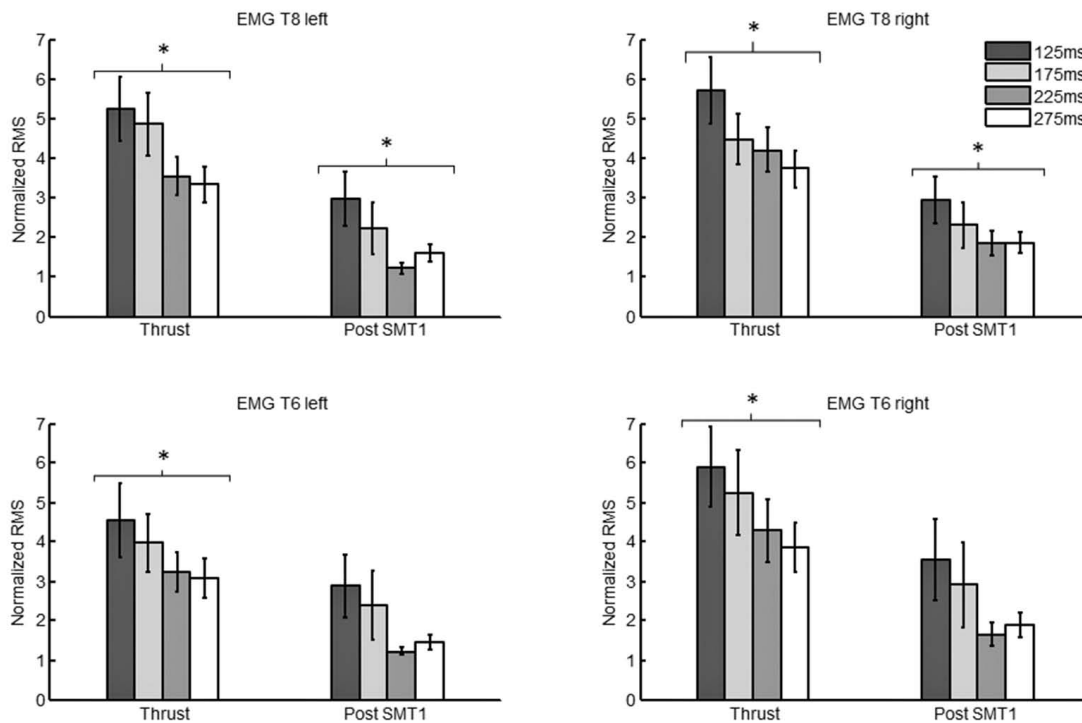 EMG T8 left
*
*
7
6
5
4
3
2
1
0
Normalized RMS
Thrust
Post SMT1
EMG T8 right
*
*
7
6
5
4
3
2
1
0
Normalized RMS
Thrust
Post SMT1
125ms
175ms
225ms
275ms
EMG T6 left
*
7
6
5
4
3
2
1
0
Normalized RMS
Thrust
Post SMT1
EMG T6 right
*
7
6
5
4
3
2
1
0
Normalized RMS
Thrust
Post SMT1